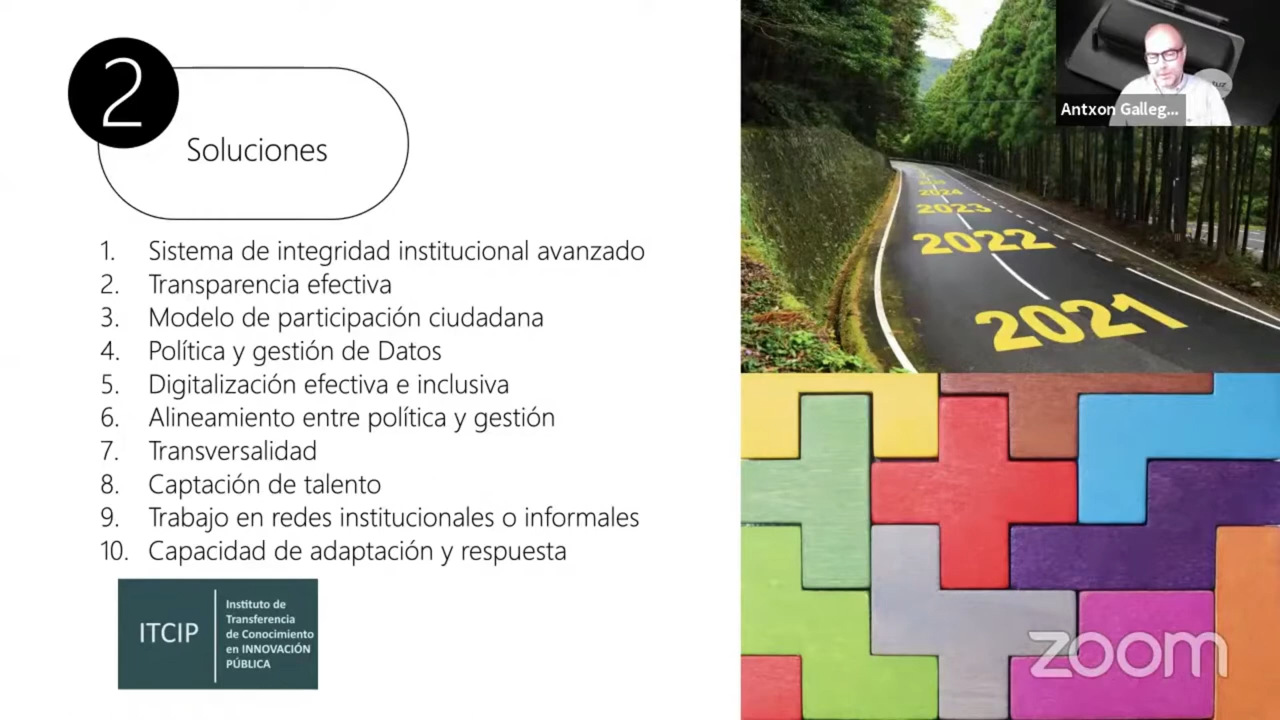 2
Soluciones
1. Sistema de integridad institucional avanzado
2. Transparencia efectiva
3. Modelo de participación ciudadana
4. Política y gestión de Datos
5. Digitalización efectiva e inclusiva
6. Alineamiento entre política y gestión
7. Transversalidad
8. Captación de talento
9. Trabajo en redes institucionales o informales
10. Capacidad de adaptación y respuesta
ITCIP
Instituto de
Transferencia
de Conocimiento
en INNOVACIÓN
PÚBLICA
Antxon Galleg...
2024
2023
2022
2021
zoom